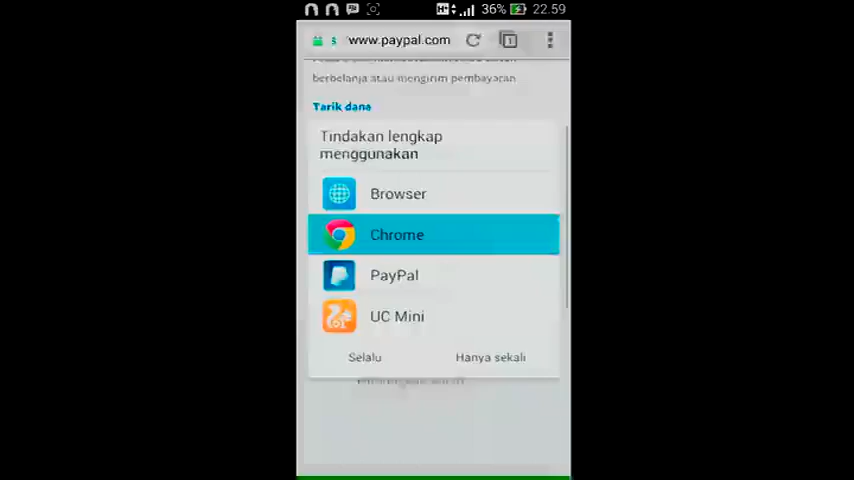 36% 22.59
www.paypal.com
berbelanja atau mengirim pembayaran
Tarik dana
Tindakan lengkap
menggunakan
Browser
Chrome
PayPal
UC Mini
Selalu Hanya sekali